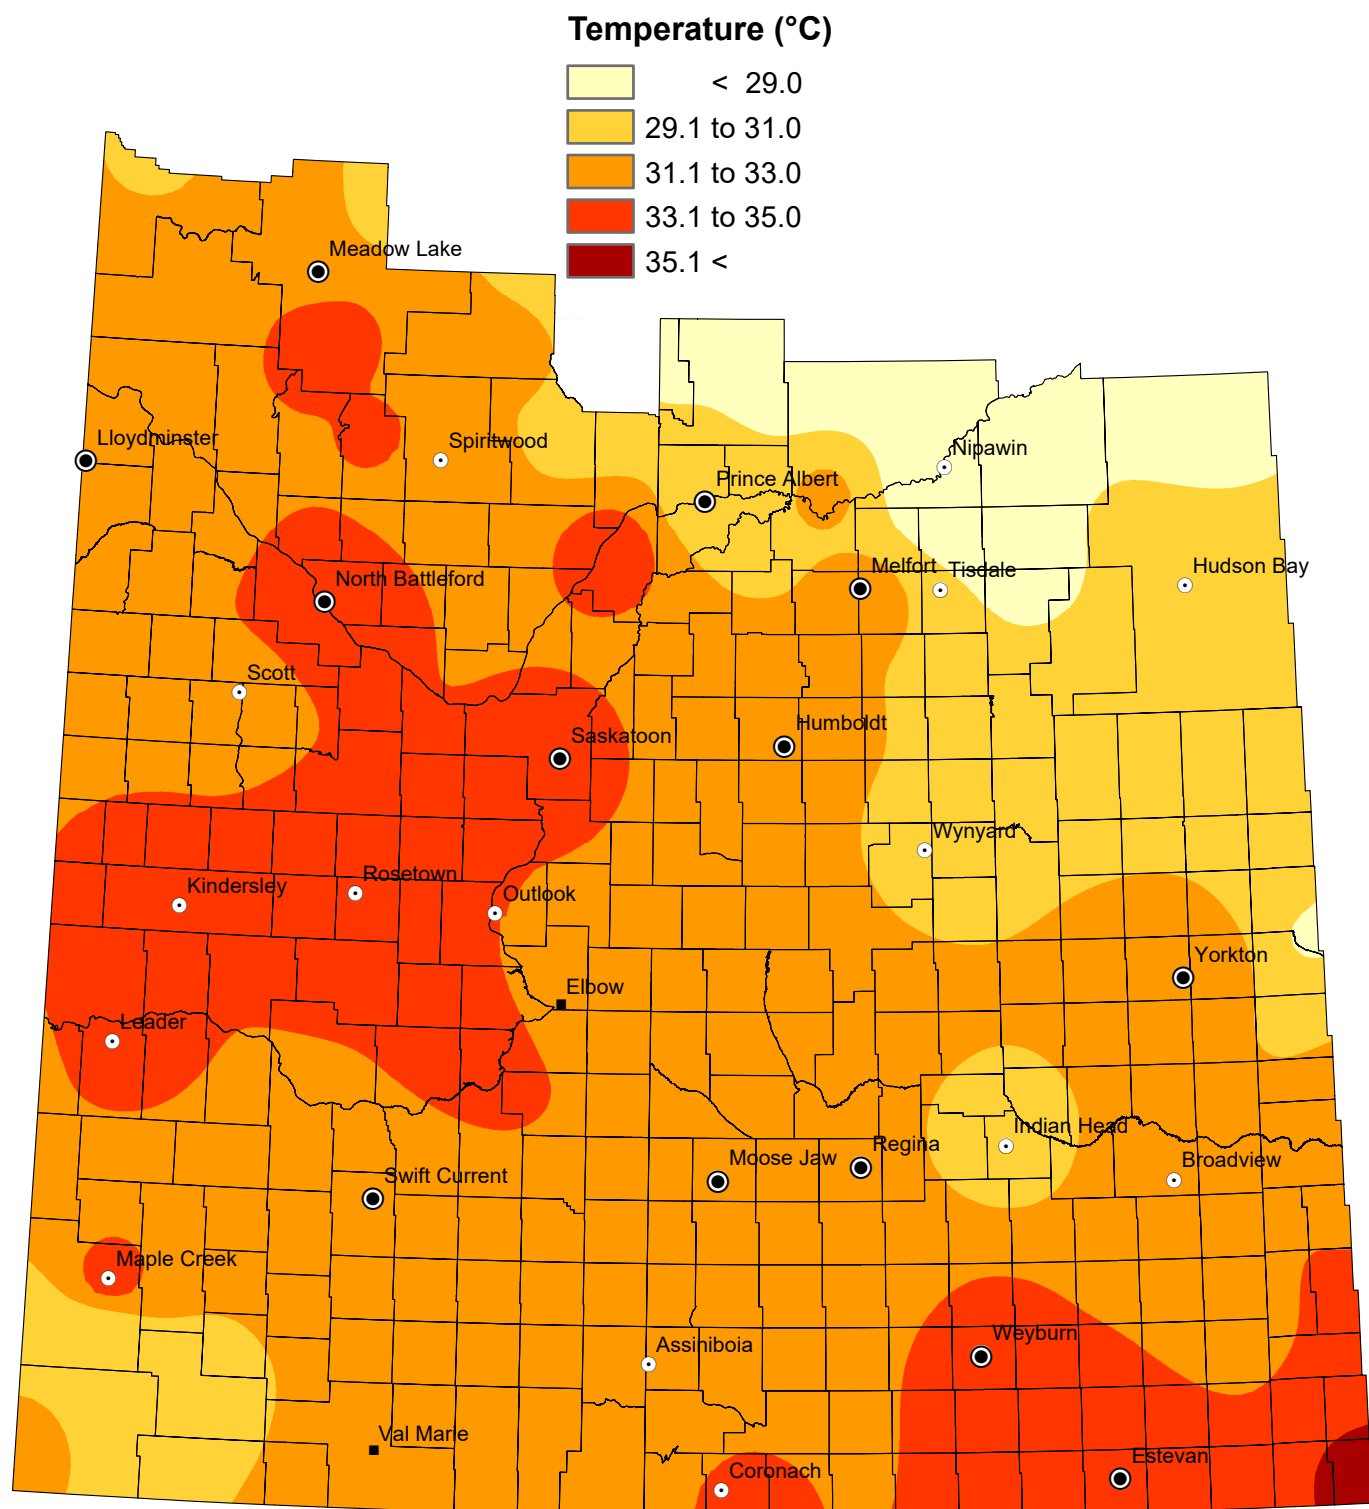 Temperature (°C)
< 29.0
29.1 to 31.0
31.1 to 33.0
33.1 to 35.0
35.1 <
Meadow Lake
Lloydminster
Spiritwood
Nipawin
Prince Albert
Melfort
Tisdale
Hudson Bay
North Battleford
Scott
Humboldt
Saskatoon
Wynyard
Rosetown
Kindersley
Outlook
Yorkton
Elbow
Leader
Indian Head
Regina
Moose Jaw
Broadview
Swift Current
Maple Creek
Weyburn
Assiniboia
Val Marie
Estevan
Coronach